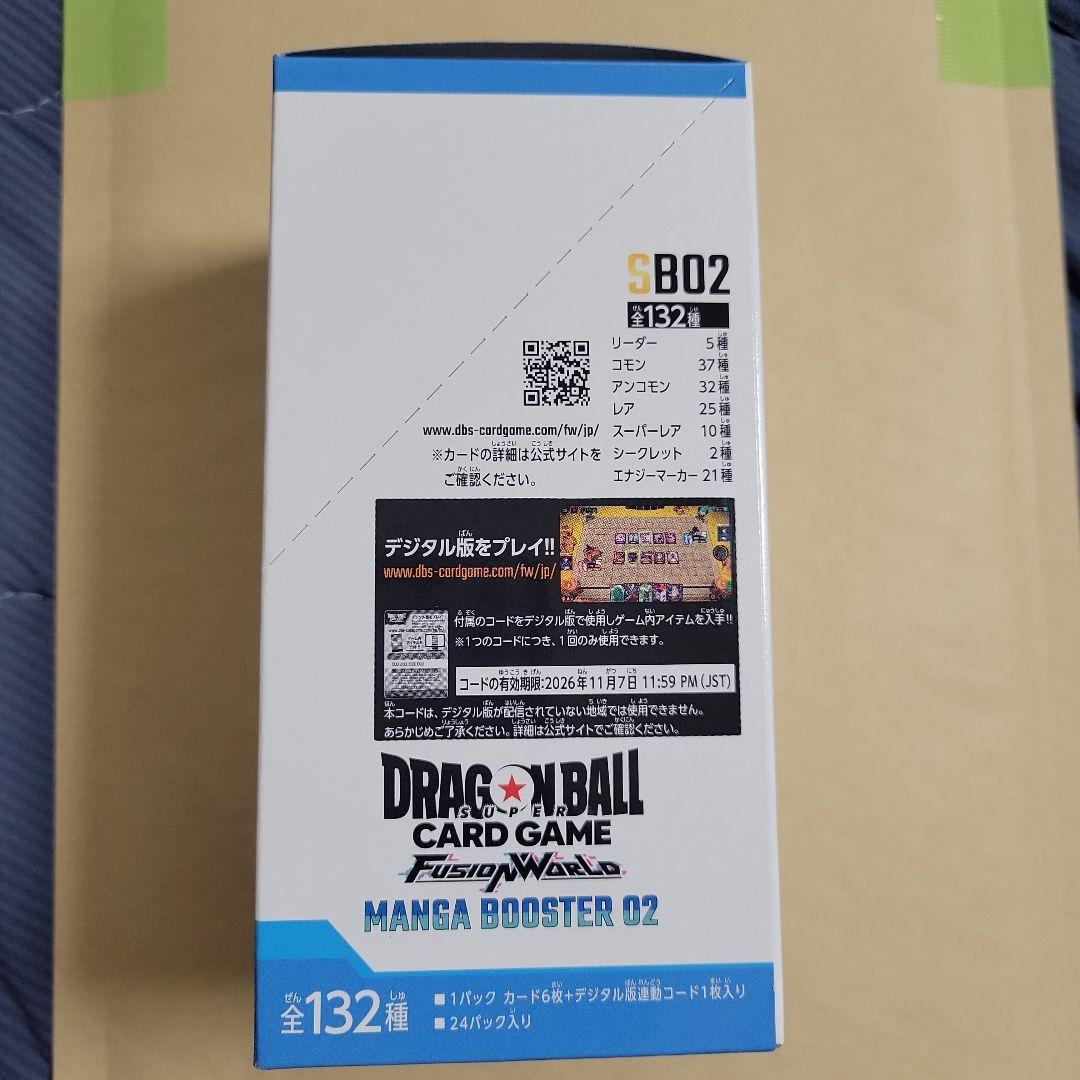 SB02
全132種
リーダー 5種
コモン 37種
アンコモン 32種
レア 25種
スーパーレア 10種
シークレット 2種
エナジーマーカー 21種
www.dbs-cardgame.com/fw/jp/
※カードの詳細は公式サイトを
ご確認ください。
デジタル版をプレイ!!
www.dbs-cardgame.com/fw/jp/
付属のコードをデジタル版で使用しゲーム内アイテムを入手!!
※1つのコードにつき、1回のみ使用できます。
コードの有効期限:2026年11月7日 11:59 PM (JST)
本コードは、デジタル版が配信されていない地域では使用できません。
あらかじめご了承ください。詳細は公式サイトでご確認ください。
DRAGON BALL
SUPER
CARD GAME
FUSION WORLD
MANGA BOOSTER 02
全132種
■ 1パック カード6枚+デジタル版連動コード1枚入り
■ 24パック入り